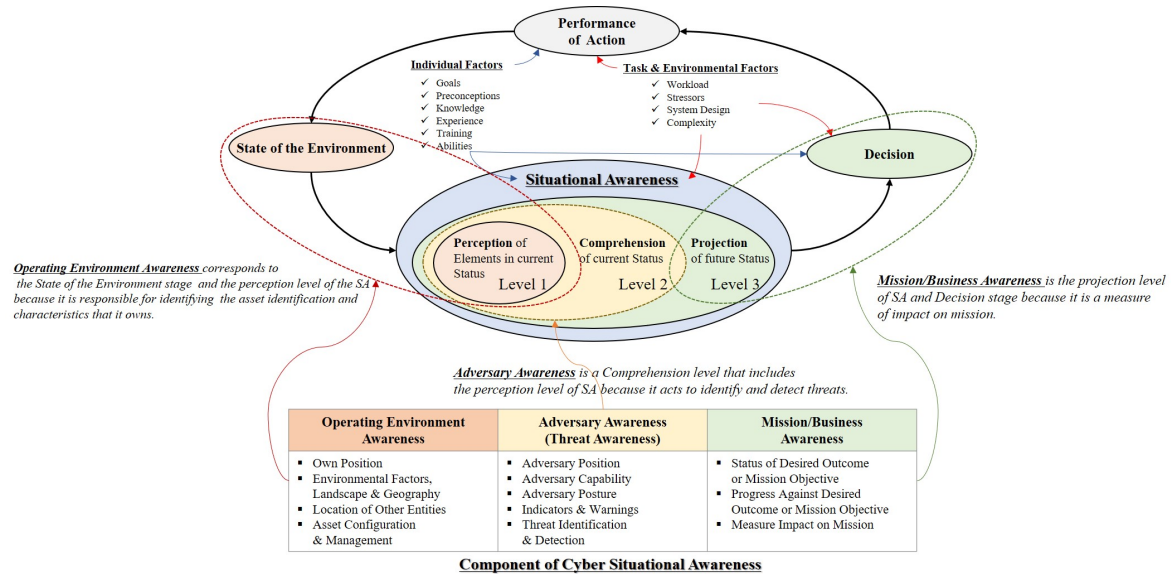 Performance
of Action
Individual Factors
✓ Goals
✓ Preconceptions
✓ Knowledge
✓ Experience
✓ Training
✓ Abilities
Task & Environmental Factors
✓ Workload
✓ Stressors
✓ System Design
✓ Complexity
State of the Environment
Decision
Situational Awareness
Perception of
Elements in current
Status
Level 1
Comprehension
of current Status
Level 2
Projection
of future Status
Level 3
Operating Environment Awareness corresponds to
the State of the Environment stage and the perception level of the SA
because it is responsible for identifying the asset identification and
characteristics that it owns.
Mission/Business Awareness is the projection level
of SA and Decision stage because it is a measure
of impact on mission.
Adversary Awareness is a Comprehension level that includes
the perception level of SA because it acts to identify and detect threats.
Operating Environment
Awareness
▪ Own Position
▪ Environmental Factors,
Landscape & Geography
▪ Location of Other Entities
▪ Asset Configuration
& Management
Adversary Awareness
(Threat Awareness)
▪ Adversary Position
▪ Adversary Capability
▪ Adversary Posture
▪ Indicators & Warnings
▪ Threat Identification
& Detection
Mission/Business
Awareness
▪ Status of Desired Outcome
or Mission Objective
▪ Progress Against Desired
Outcome or Mission Objective
▪ Measure Impact on Mission
Component of Cyber Situational Awareness